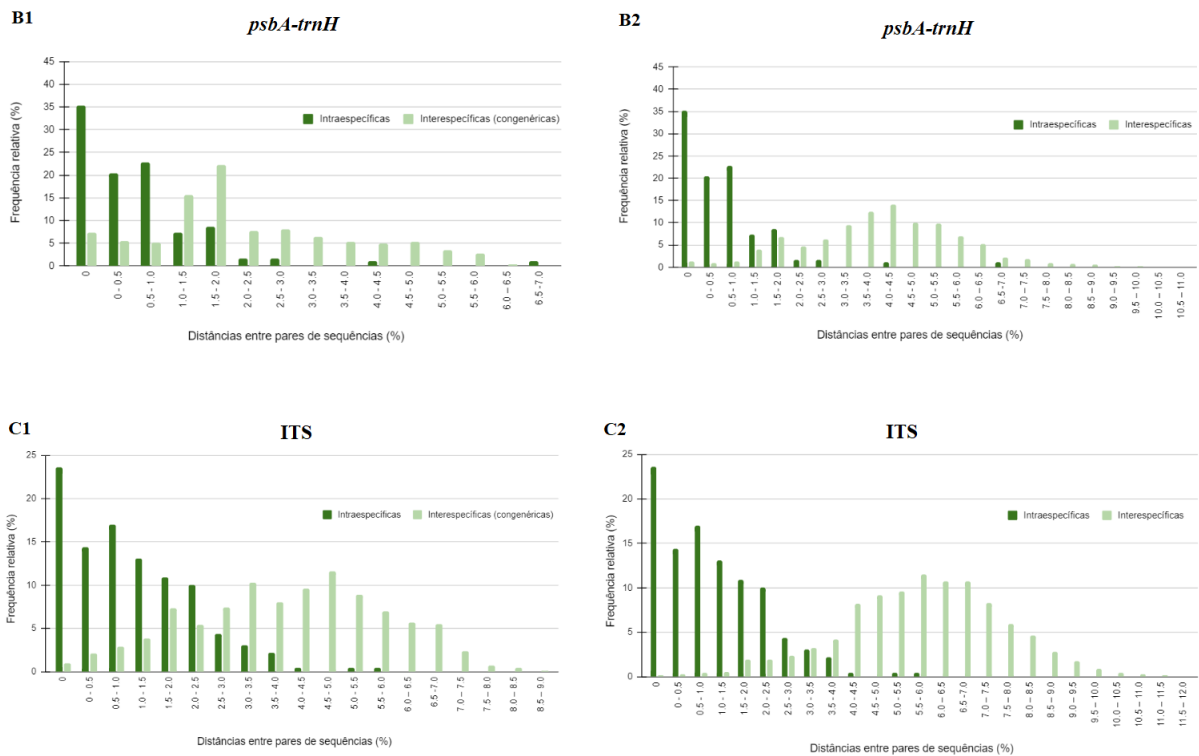 B1
psbA-trnH
Frequência relativa (%)
45
40
35
30
25
20
15
10
5
0
Intraespecíficas
Interespecíficas (congenéricas)
0
0 - 0.5
0.5 - 1.0
1.0 - 1.5
1.5 - 2.0
2.0 - 2.5
2.5 - 3.0
3.0 - 3.5
3.5 - 4.0
4.0 - 4.5
4.5 - 5.0
5.0 - 5.5
5.5 - 6.0
6.0 – 6.5
6.5 -7.0
Distâncias entre pares de sequências (%)
B2
psbA-trnH
Frequência relativa (%)
45
40
35
30
25
20
15
10
5
0
Intraespecíficas
Interespecíficas
0
0 - 0.5
0.5 - 1.0
1.0 - 1.5
1.5 - 2.0
2.0 - 2.5
2.5 - 3.0
3.0 - 3.5
3.5 - 4.0
4.0 - 4.5
4.5 - 5.0
5.0 - 5.5
5.5 - 6.0
6.0 – 6.5
6.5 -7.0
7.0 – 7.5
7.5 – 8.0
8.0 – 8.5
8.5 – 9.0
9.0 – 9.5
9.5 – 10.0
10.0 – 10.5
10.5 – 11.0
Distâncias entre pares de sequências (%)
C1
ITS
Frequência relativa (%)
25
20
15
10
5
0
Intraespecíficas
Interespecíficas (congenéricas)
0
0 - 0.5
0.5 - 1.0
1.0 - 1.5
1.5 - 2.0
2.0 - 2.5
2.5 - 3.0
3.0 - 3.5
3.5 - 4.0
4.0 - 4.5
4.5 - 5.0
5.0 - 5.5
5.5 - 6.0
6.0 – 6.5
6.5 -7.0
7.0 – 7.5
7.5 – 8.0
8.0 – 8.5
8.5 – 9.0
Distâncias entre pares de sequências (%)
C2
ITS
Frequência relativa (%)
25
20
15
10
5
0
Intraespecíficas
Interespecíficas
0
0 - 0.5
0.5 - 1.0
1.0 - 1.5
1.5 - 2.0
2.0 - 2.5
2.5 - 3.0
3.0 - 3.5
3.5 - 4.0
4.0 - 4.5
4.5 - 5.0
5.0 - 5.5
5.5 - 6.0
6.0 – 6.5
6.5 -7.0
7.0 – 7.5
7.5 – 8.0
8.0 – 8.5
8.5 – 9.0
9.0 – 9.5
9.5 – 10.0
10.0 – 10.5
10.5 – 11.0
11.0 – 11.5
11.5 – 12.0
Distâncias entre pares de sequências (%)